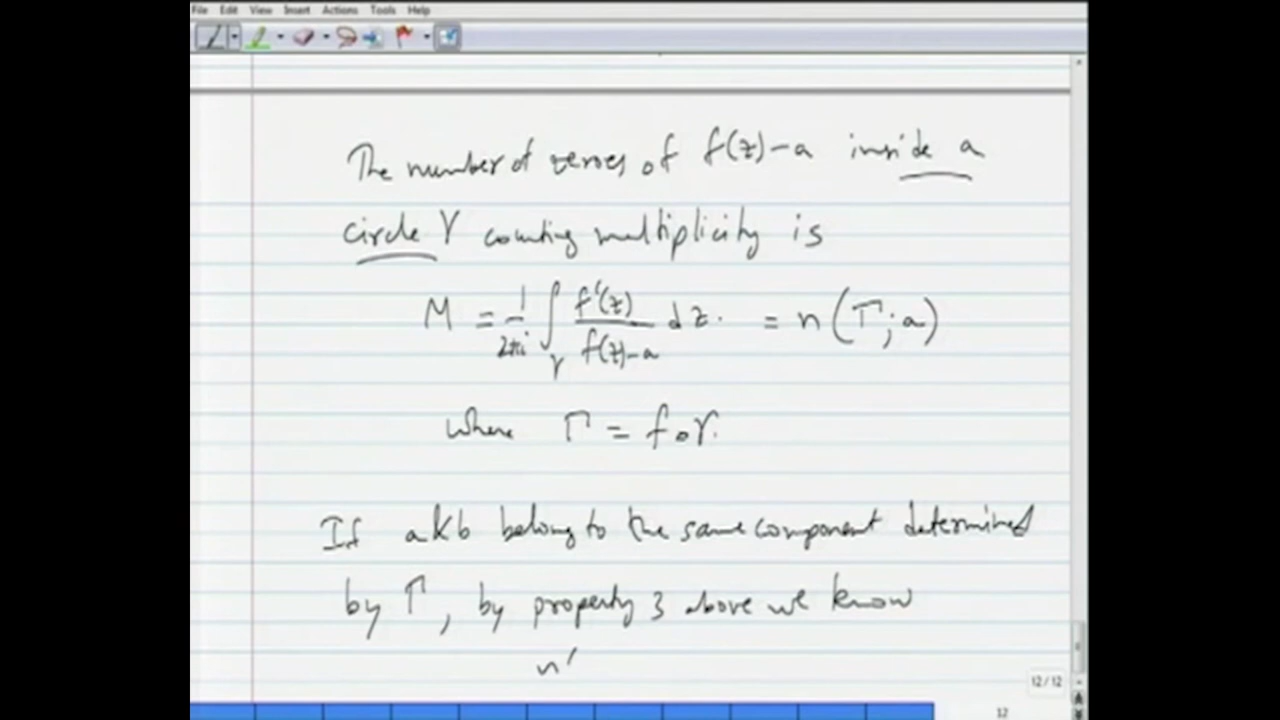 File Edit View Insert Actions Tools Help
The number of zeroes of f(z)-a inside a
circle γ counting multiplicity is
M = 1/2πi ∫_γ f'(z)/f(z)-a dz. = n(Γ; a)
where Γ = f∘γ.
If a & b belong to the same component determined
by Γ, by property 3 above we know
n(
12/12
12